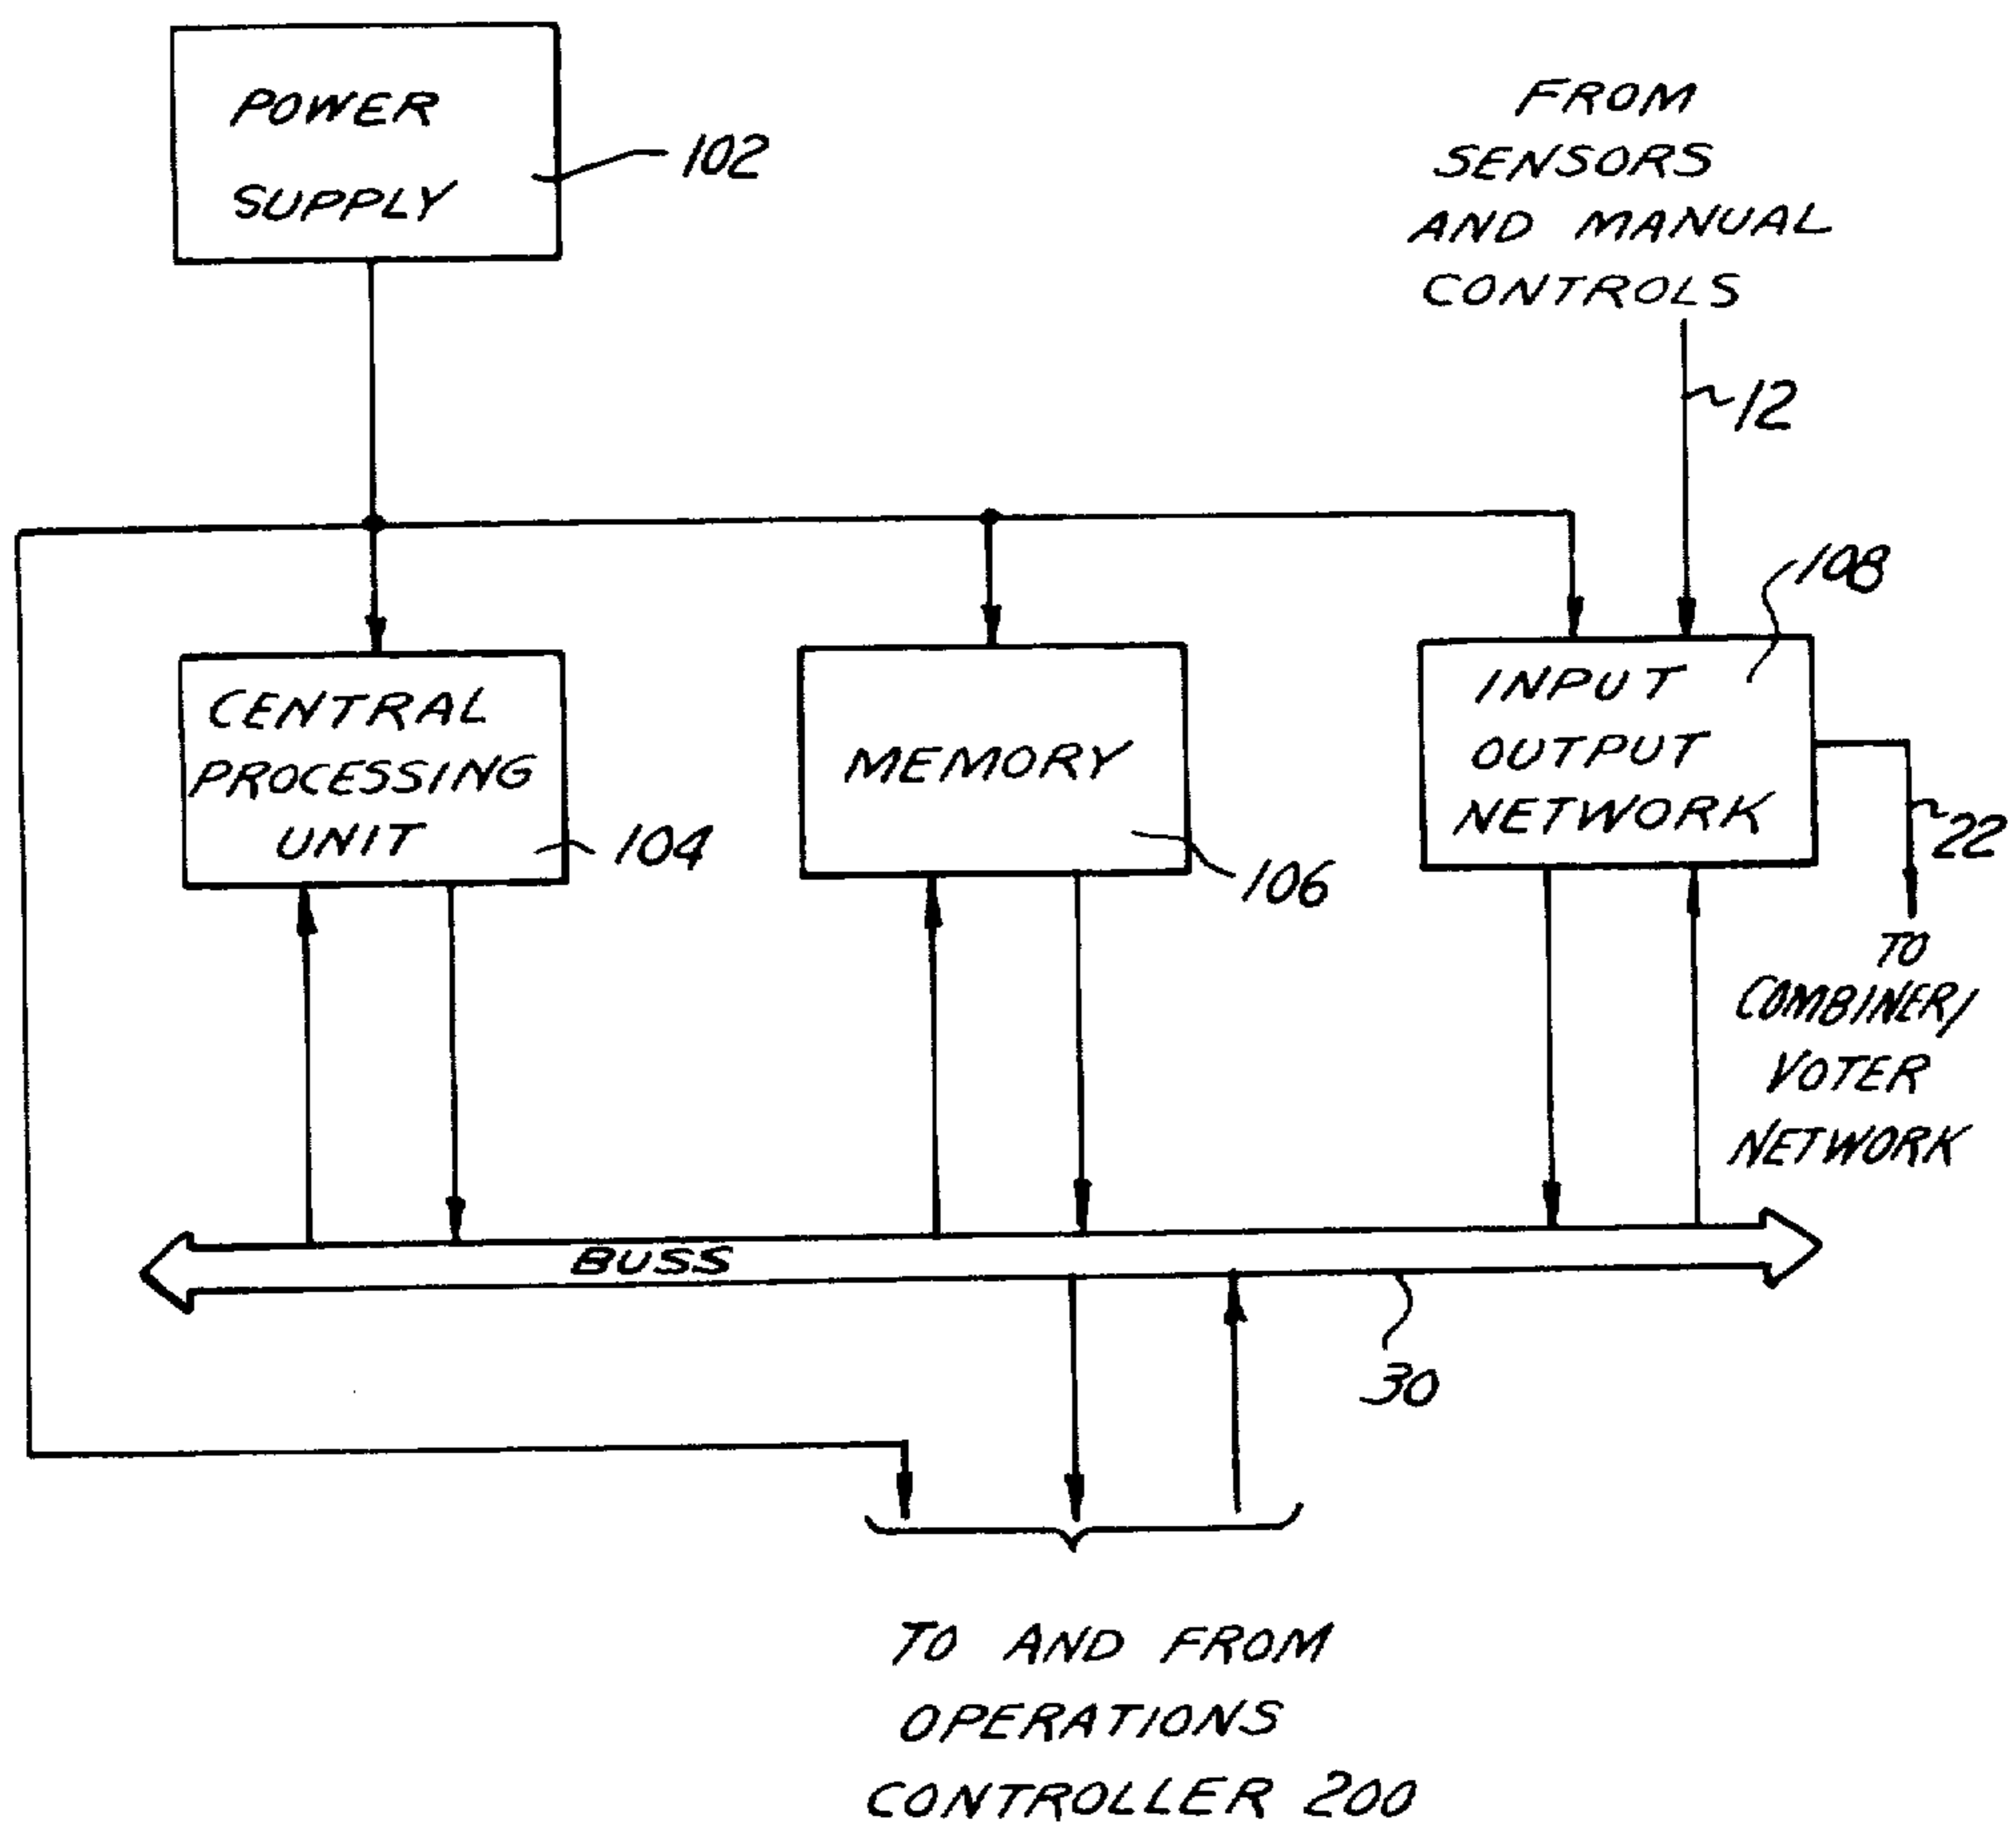 POWER
SUPPLY
102
FROM
SENSORS
AND MANUAL
CONTROLS
12
108
CENTRAL
PROCESSING
UNIT
104
MEMORY
106
INPUT
OUTPUT
NETWORK
22
TO
COMBINER/
VOTER
NETWORK
BUSS
30
TO AND FROM
OPERATIONS
CONTROLLER 200